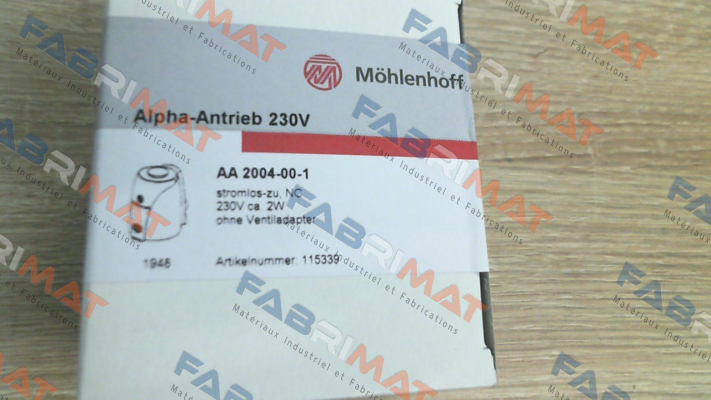 Möhlenhoff
Alpha-Antrieb 230V
AA 2004-00-1
stromlos-zu, NC
230V ca. 2W
ohne Ventiladapter
1946
Artikelnummer: 115339
FABRIMAT
Matériaux Industriel et Fabrications